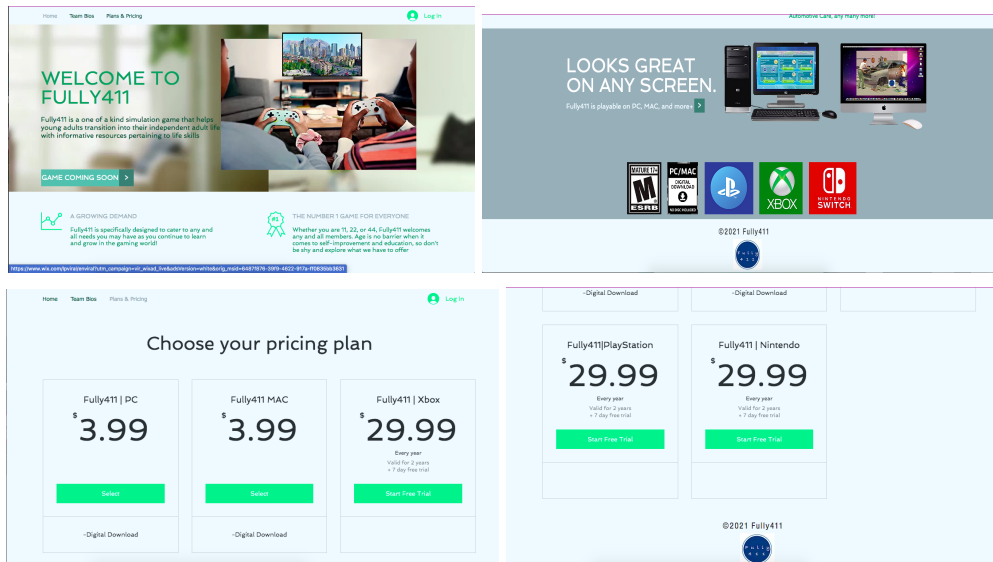 Home Team Bios Plans & Pricing Log In
WELCOME TO
FULLY411
Fully411 is a one of a kind simulation game that helps
young adults transition into their independent adult life
with informative resources pertaining to life skills
GAME COMING SOON >
A GROWING DEMAND
Fully411 is specifically designed to cater to any and
all needs you may have as you continue to learn
and grow in the gaming world!
#1
THE NUMBER 1 GAME FOR EVERYONE
Whether you are 11, 22, or 44, Fully411 welcomes
any and all members. Age is no barrier when it
comes to self-improvement and education, so don't
be shy and explore what we have to offer
Automotive Care, any many more!
LOOKS GREAT
ON ANY SCREEN.
Fully411 is playable on PC, MAC, and more+ >
MATURE 17+
M
ESRB
PC/MAC
DIGITAL
DOWNLOAD
NO DISC INCLUDED
XBOX
NINTENDO
SWITCH
©2021 Fully411
Fully
411
Home Team Bios Plans & Pricing Log In
Choose your pricing plan
Fully411 | PC
$3.99
Select
-Digital Download
Fully411 MAC
$3.99
Select
-Digital Download
Fully411 | Xbox
$29.99
Every year
Valid for 2 years
+ 7 day free trial
Start Free Trial
-Digital Download
-Digital Download
Fully411|PlayStation
$29.99
Every year
Valid for 2 years
+ 7 day free trial
Start Free Trial
Fully411 | Nintendo
$29.99
Every year
Valid for 2 years
+ 7 day free trial
Start Free Trial
©2021 Fully411
Fully
411